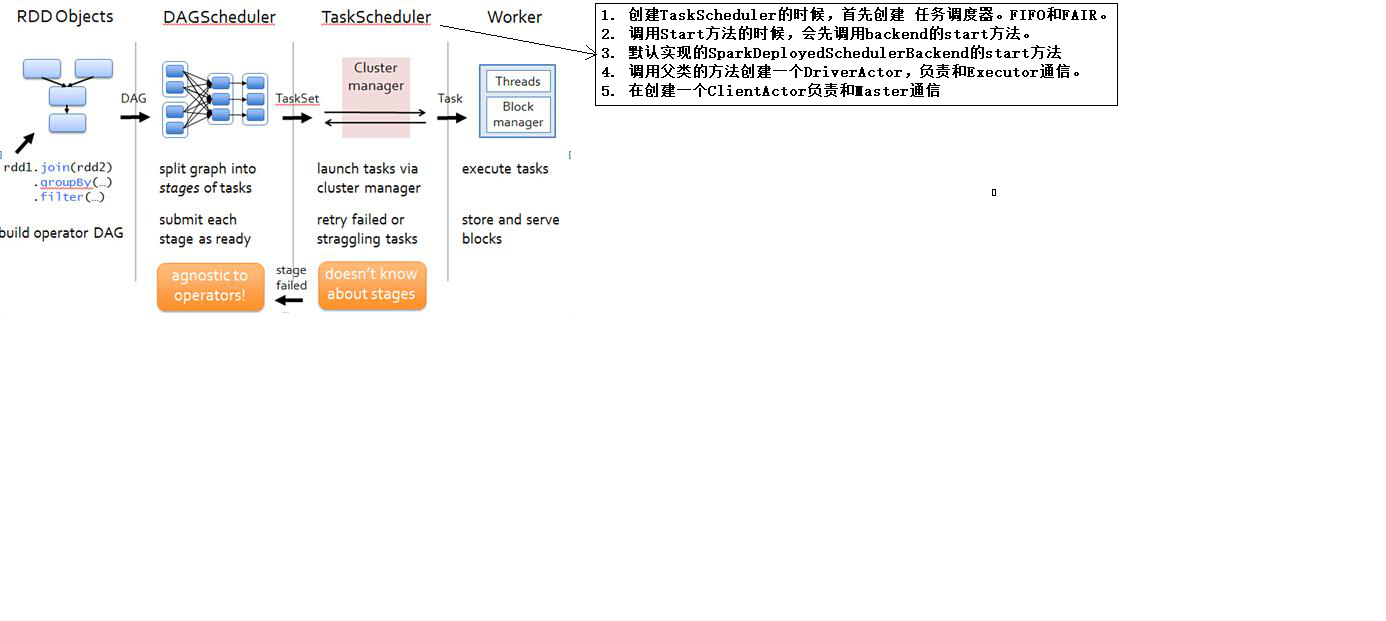 RDD Objects
DAGScheduler
TaskScheduler
Worker
DAG
TaskSet
Cluster
manager
Task
Threads
Block
manager
rdd1.join(rdd2)
.groupBy(…)
.filter(…)
build operator DAG
split graph into
stages of tasks
submit each
stage as ready
agnostic to
operators!
stage
failed
launch tasks via
cluster manager
retry failed or
straggling tasks
doesn't know
about stages
execute tasks
store and serve
blocks
1. 创建TaskScheduler的时候，首先创建 任务调度器。FIFO和FAIR。
2. 调用Start方法的时候，会先调用backend的start方法。
3. 默认实现的SparkDeployedSchedulerBackend的start方法
4. 调用父类的方法创建一个DriverActor，负责和Executor通信。
5. 在创建一个ClientActor负责和Master通信